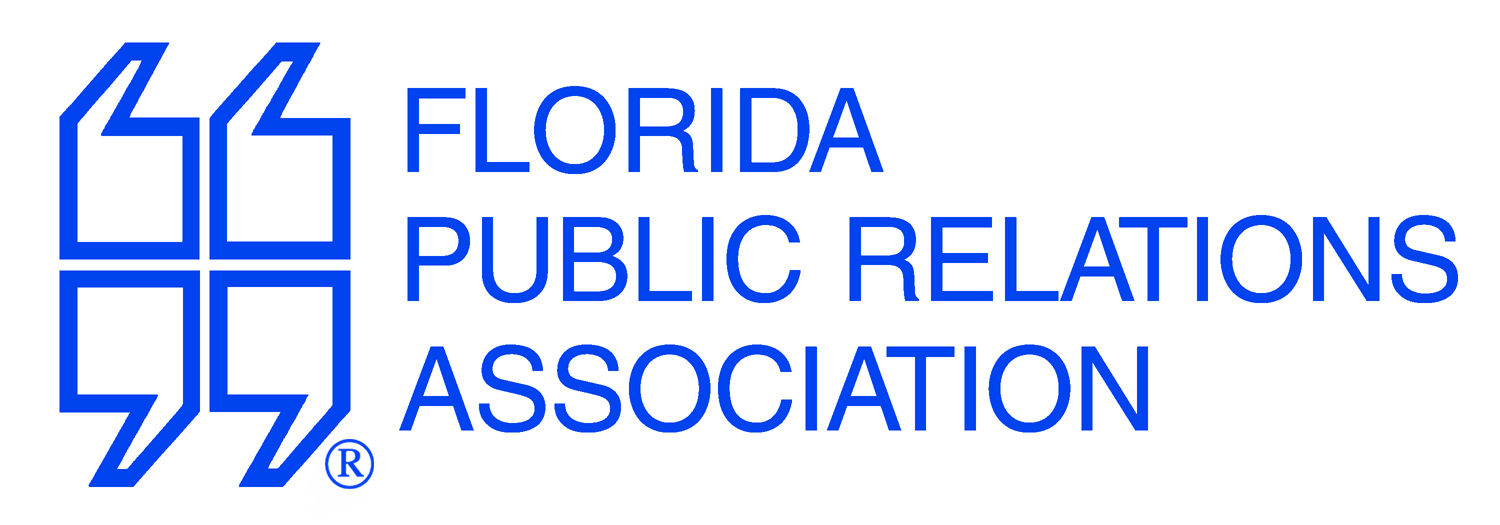 FLORIDA
PUBLIC RELATIONS
ASSOCIATION
®